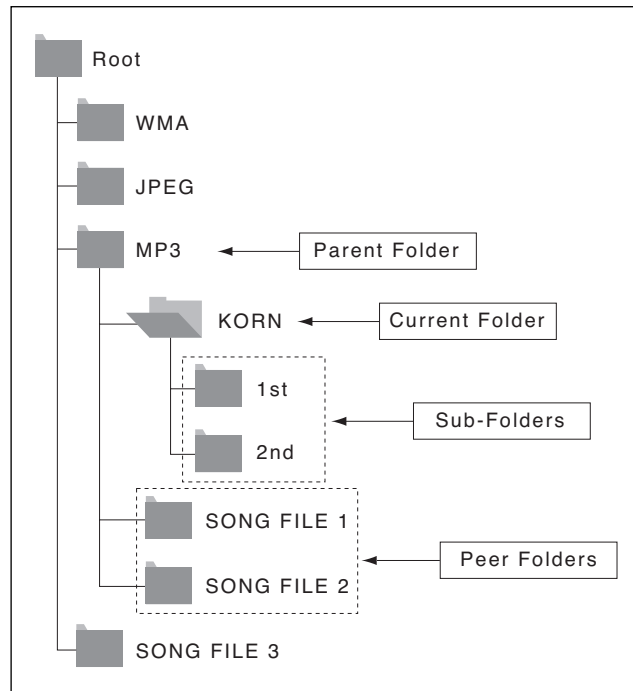 Root
WMA
JPEG
MP3
Parent Folder
KORN
Current Folder
1st
Sub-Folders
2nd
SONG FILE 1
Peer Folders
SONG FILE 2
SONG FILE 3